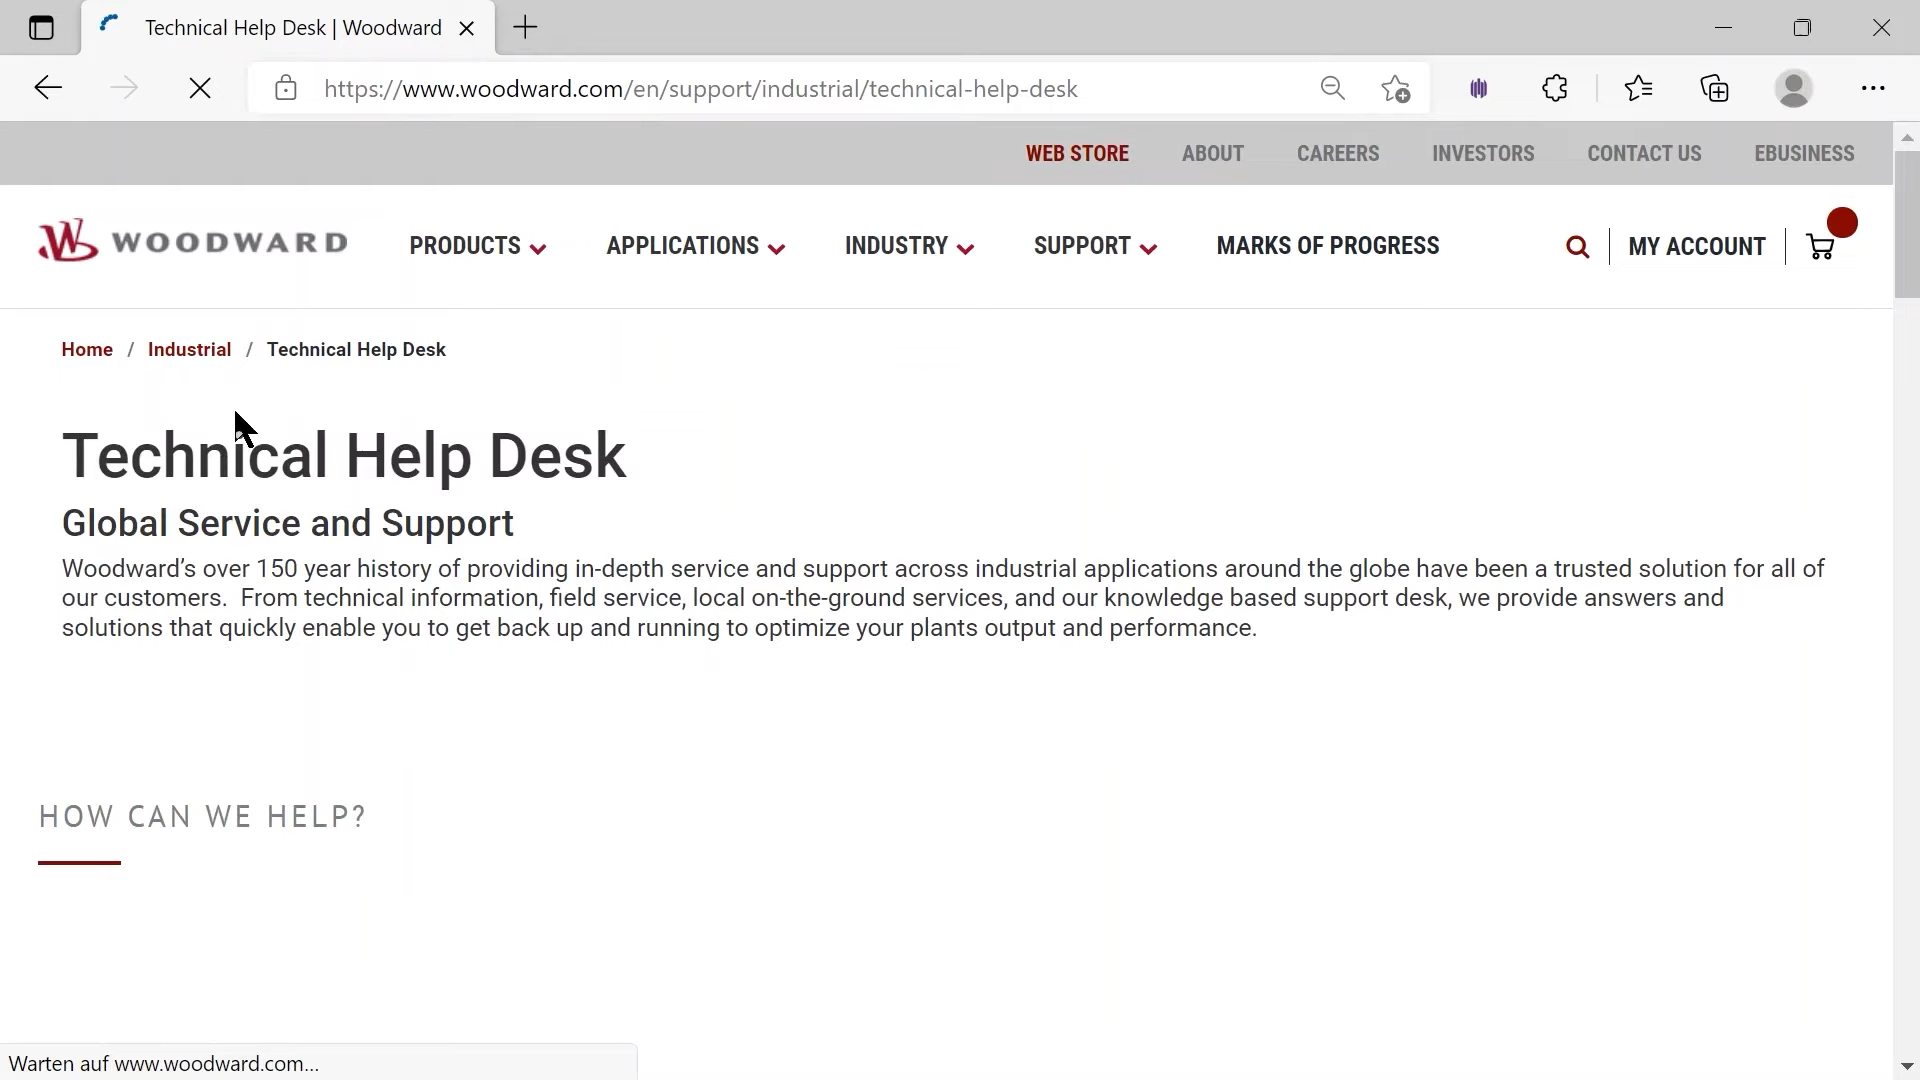 Technical Help Desk | Woodward
https://www.woodward.com/en/support/industrial/technical-help-desk
WEB STORE ABOUT CAREERS INVESTORS CONTACT US EBUSINESS
WOODWARD PRODUCTS APPLICATIONS INDUSTRY SUPPORT MARKS OF PROGRESS MY ACCOUNT
Home / Industrial / Technical Help Desk
Technical Help Desk
Global Service and Support
Woodward’s over 150 year history of providing in-depth service and support across industrial applications around the globe have been a trusted solution for all of
our customers. From technical information, field service, local on-the-ground services, and our knowledge based support desk, we provide answers and
solutions that quickly enable you to get back up and running to optimize your plants output and performance.
HOW CAN WE HELP?
Warten auf www.woodward.com...